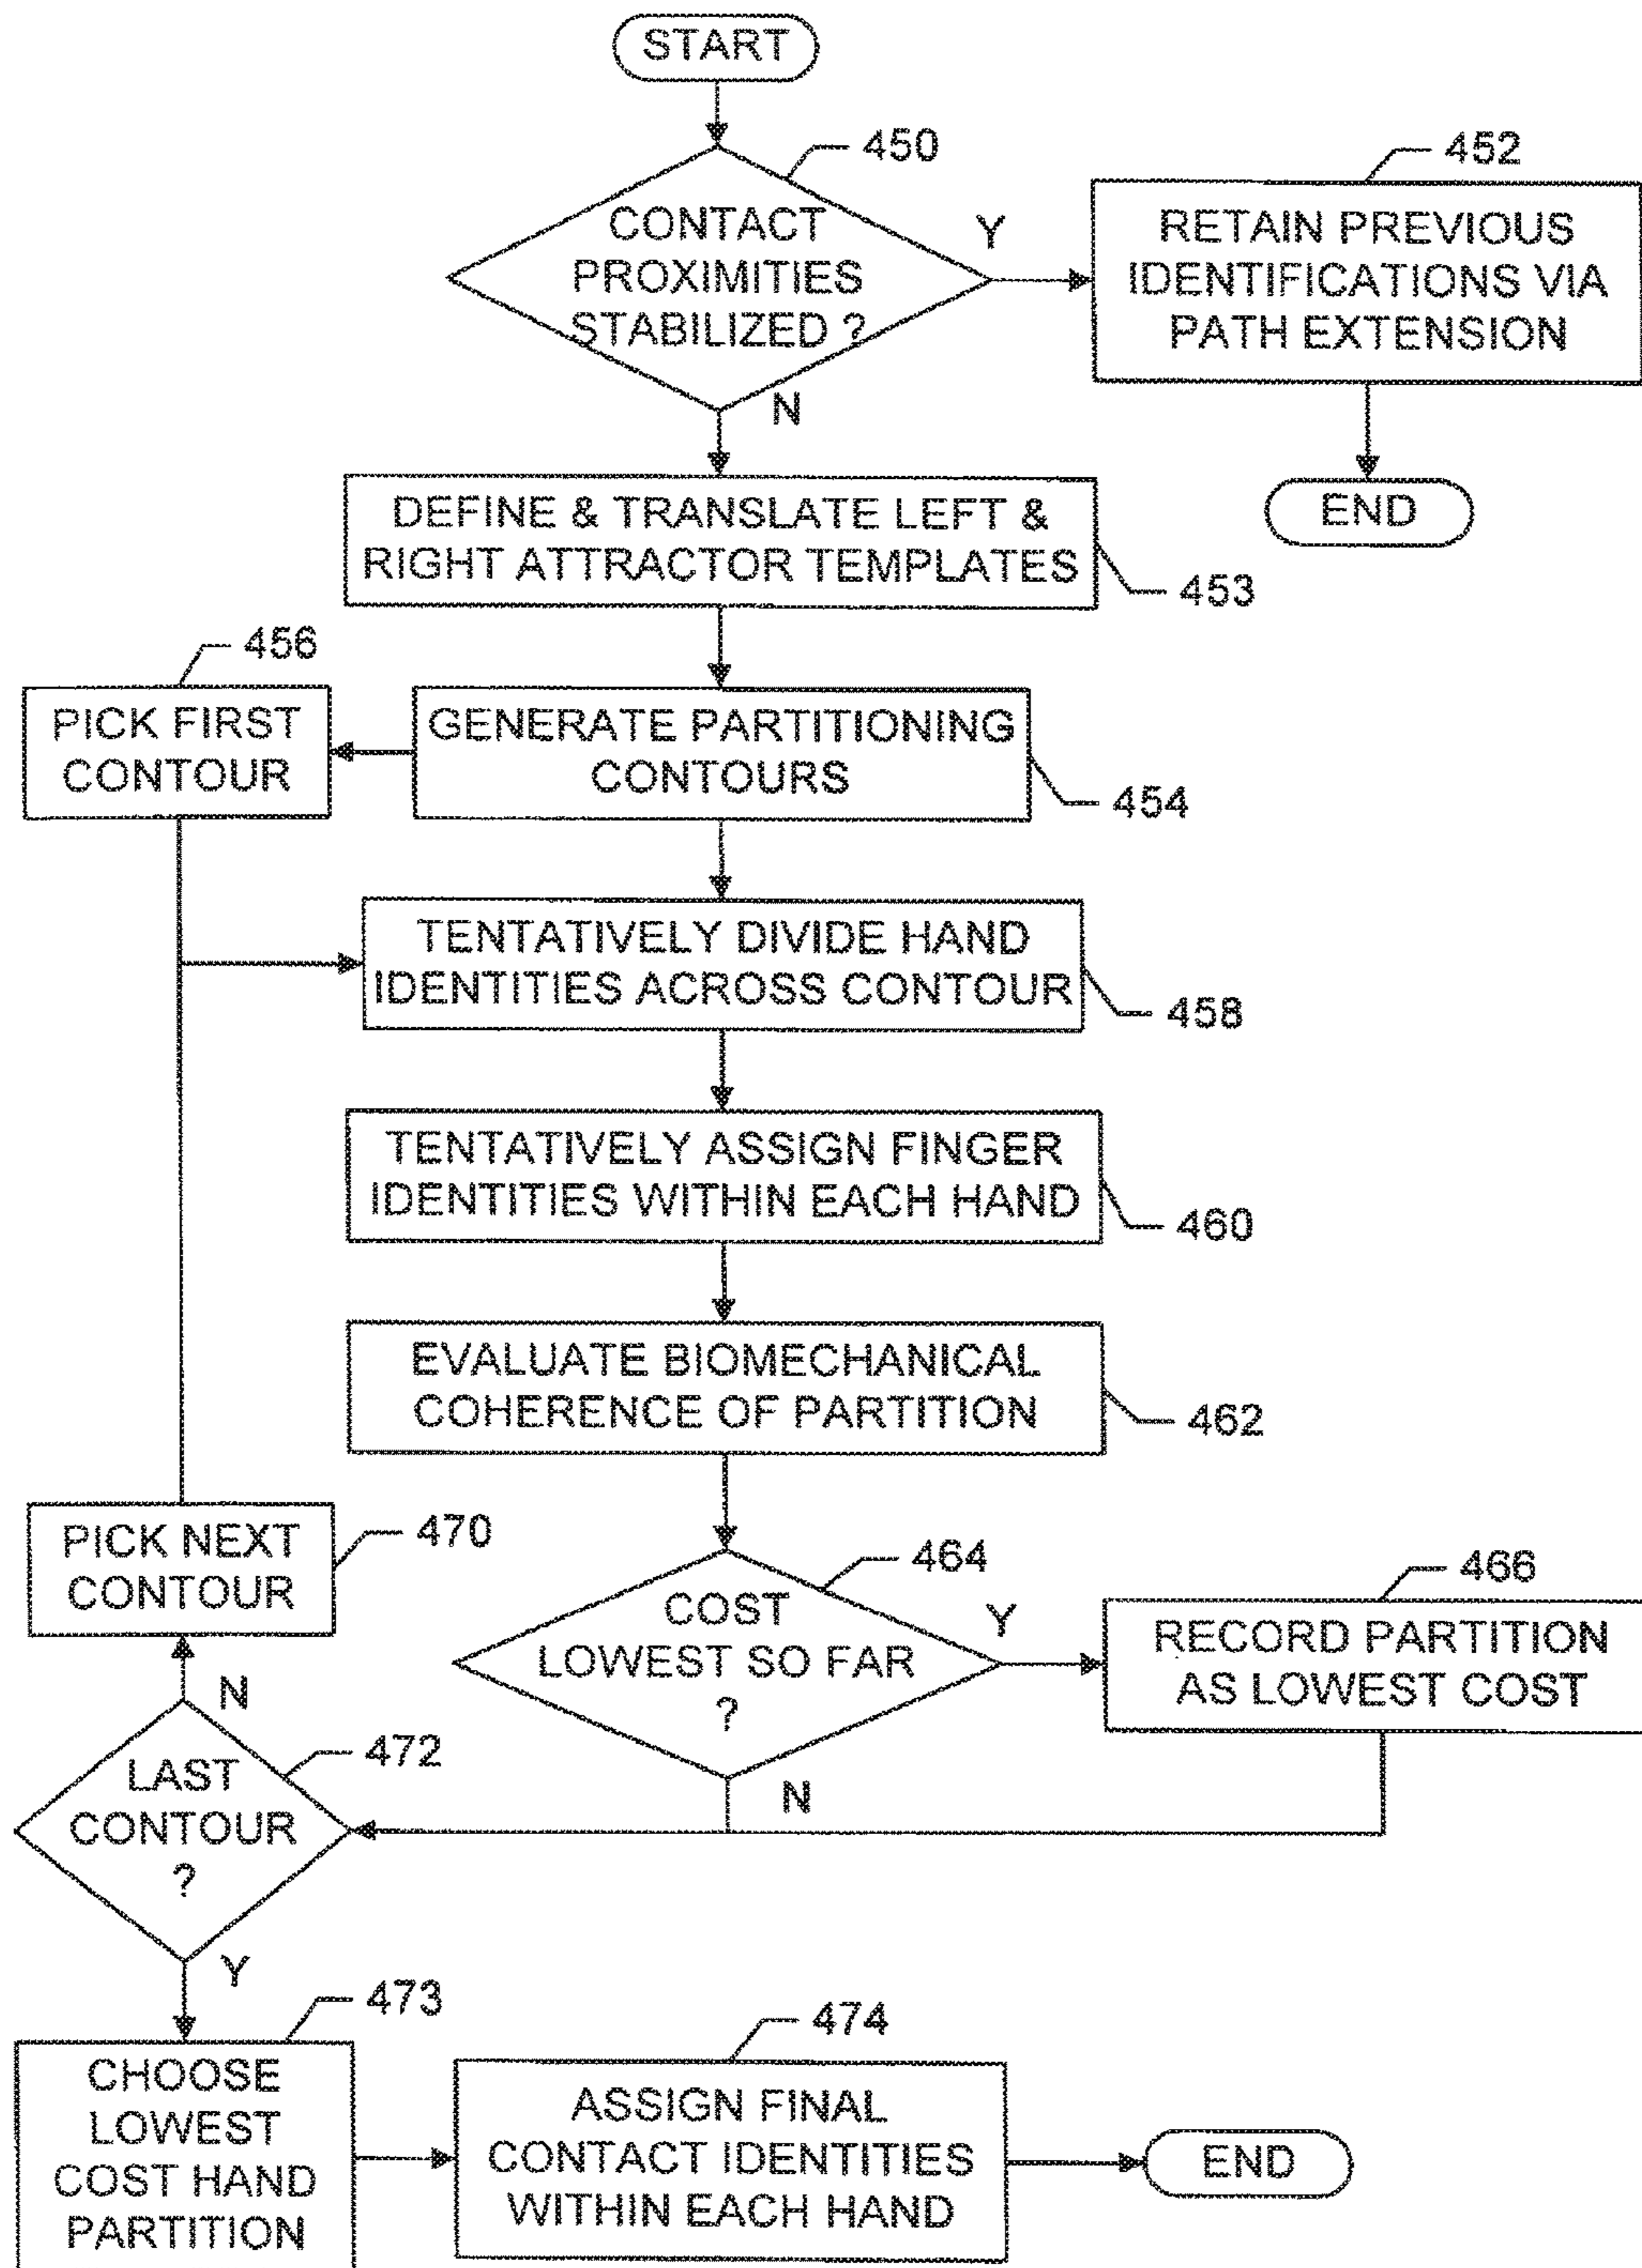 START
450
CONTACT
PROXIMITIES
STABILIZED ?
Y
N
452
RETAIN PREVIOUS
IDENTIFICATIONS VIA
PATH EXTENSION
END
DEFINE & TRANSLATE LEFT &
RIGHT ATTRACTOR TEMPLATES
453
456
PICK FIRST
CONTOUR
GENERATE PARTITIONING
CONTOURS
454
TENTATIVELY DIVIDE HAND
IDENTITIES ACROSS CONTOUR
458
TENTATIVELY ASSIGN FINGER
IDENTITIES WITHIN EACH HAND
460
EVALUATE BIOMECHANICAL
COHERENCE OF PARTITION
462
PICK NEXT
CONTOUR
470
464
COST
LOWEST SO FAR
?
Y
N
466
RECORD PARTITION
AS LOWEST COST
N
472
LAST
CONTOUR
?
Y
473
CHOOSE
LOWEST
COST HAND
PARTITION
474
ASSIGN FINAL
CONTACT IDENTITIES
WITHIN EACH HAND
END